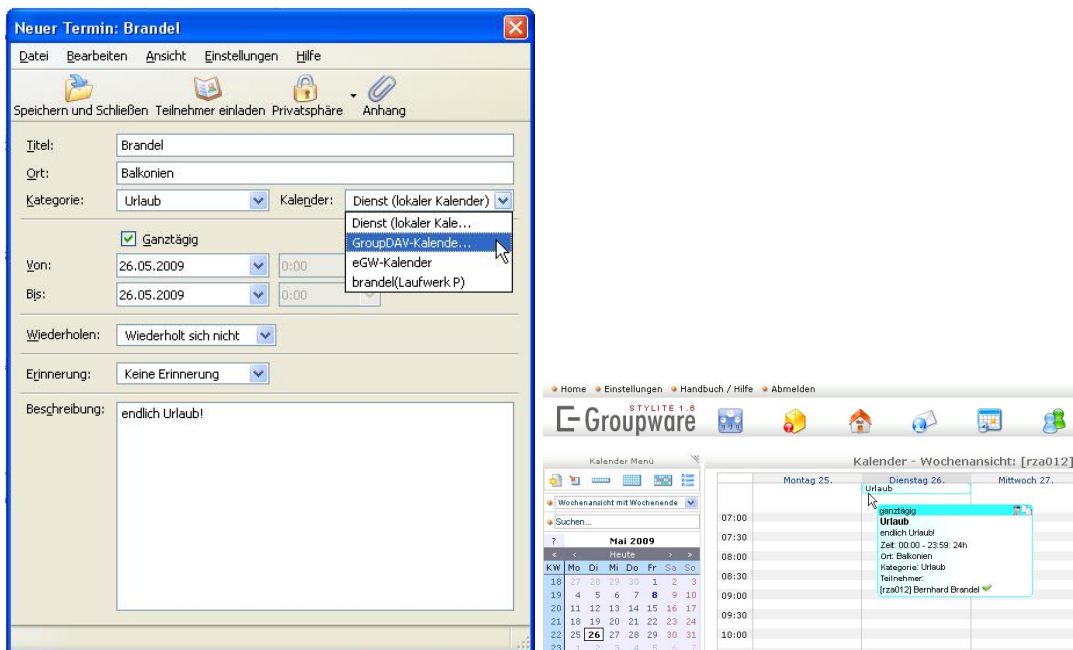 Neuer Termin: Brandel
Datei Bearbeiten Ansicht Einstellungen Hilfe
Speichern und Schließen Teilnehmer einladen Privatsphäre Anhang
Titel: Brandel
Ort: Balkonien
Kategorie: Urlaub Kalender: Dienst (lokaler Kalender)
Dienst (lokaler Kale...
Ganztägig
GroupDAV-Kalende...
Von: 26.05.2009 0:00
eGW-Kalender
brandel(Laufwerk P)
Bis: 26.05.2009 0:00
Wiederholen: Wiederholt sich nicht
Erinnerung: Keine Erinnerung
Beschreibung: endlich Urlaub!
Home Einstellungen Handbuch / Hilfe Abmelden
STYLITE 1.6
E-Groupware
Kalender Menü
Kalender - Wochenansicht: [rza012]
Wochenansicht mit Wochenende
Suchen...
? Mai 2009
« ‹ Heute › »
KW Mo Di Mi Do Fr Sa So
18 27 28 29 30 1 2 3
19 4 5 6 7 8 9 10
20 11 12 13 14 15 16 17
21 18 19 20 21 22 23 24
22 25 26 27 28 29 30 31
23 1 2 3 4 5 6 7
Montag 25. Dienstag 26. Mittwoch 27.
Urlaub
07:00
07:30
08:00
08:30
09:00
09:30
10:00
ganztägig
Urlaub
endlich Urlaub!
Zeit: 00:00 - 23:59: 24h
Ort: Balkonien
Kategorie: Urlaub
Teilnehmer:
[rza012] Bernhard Brandel